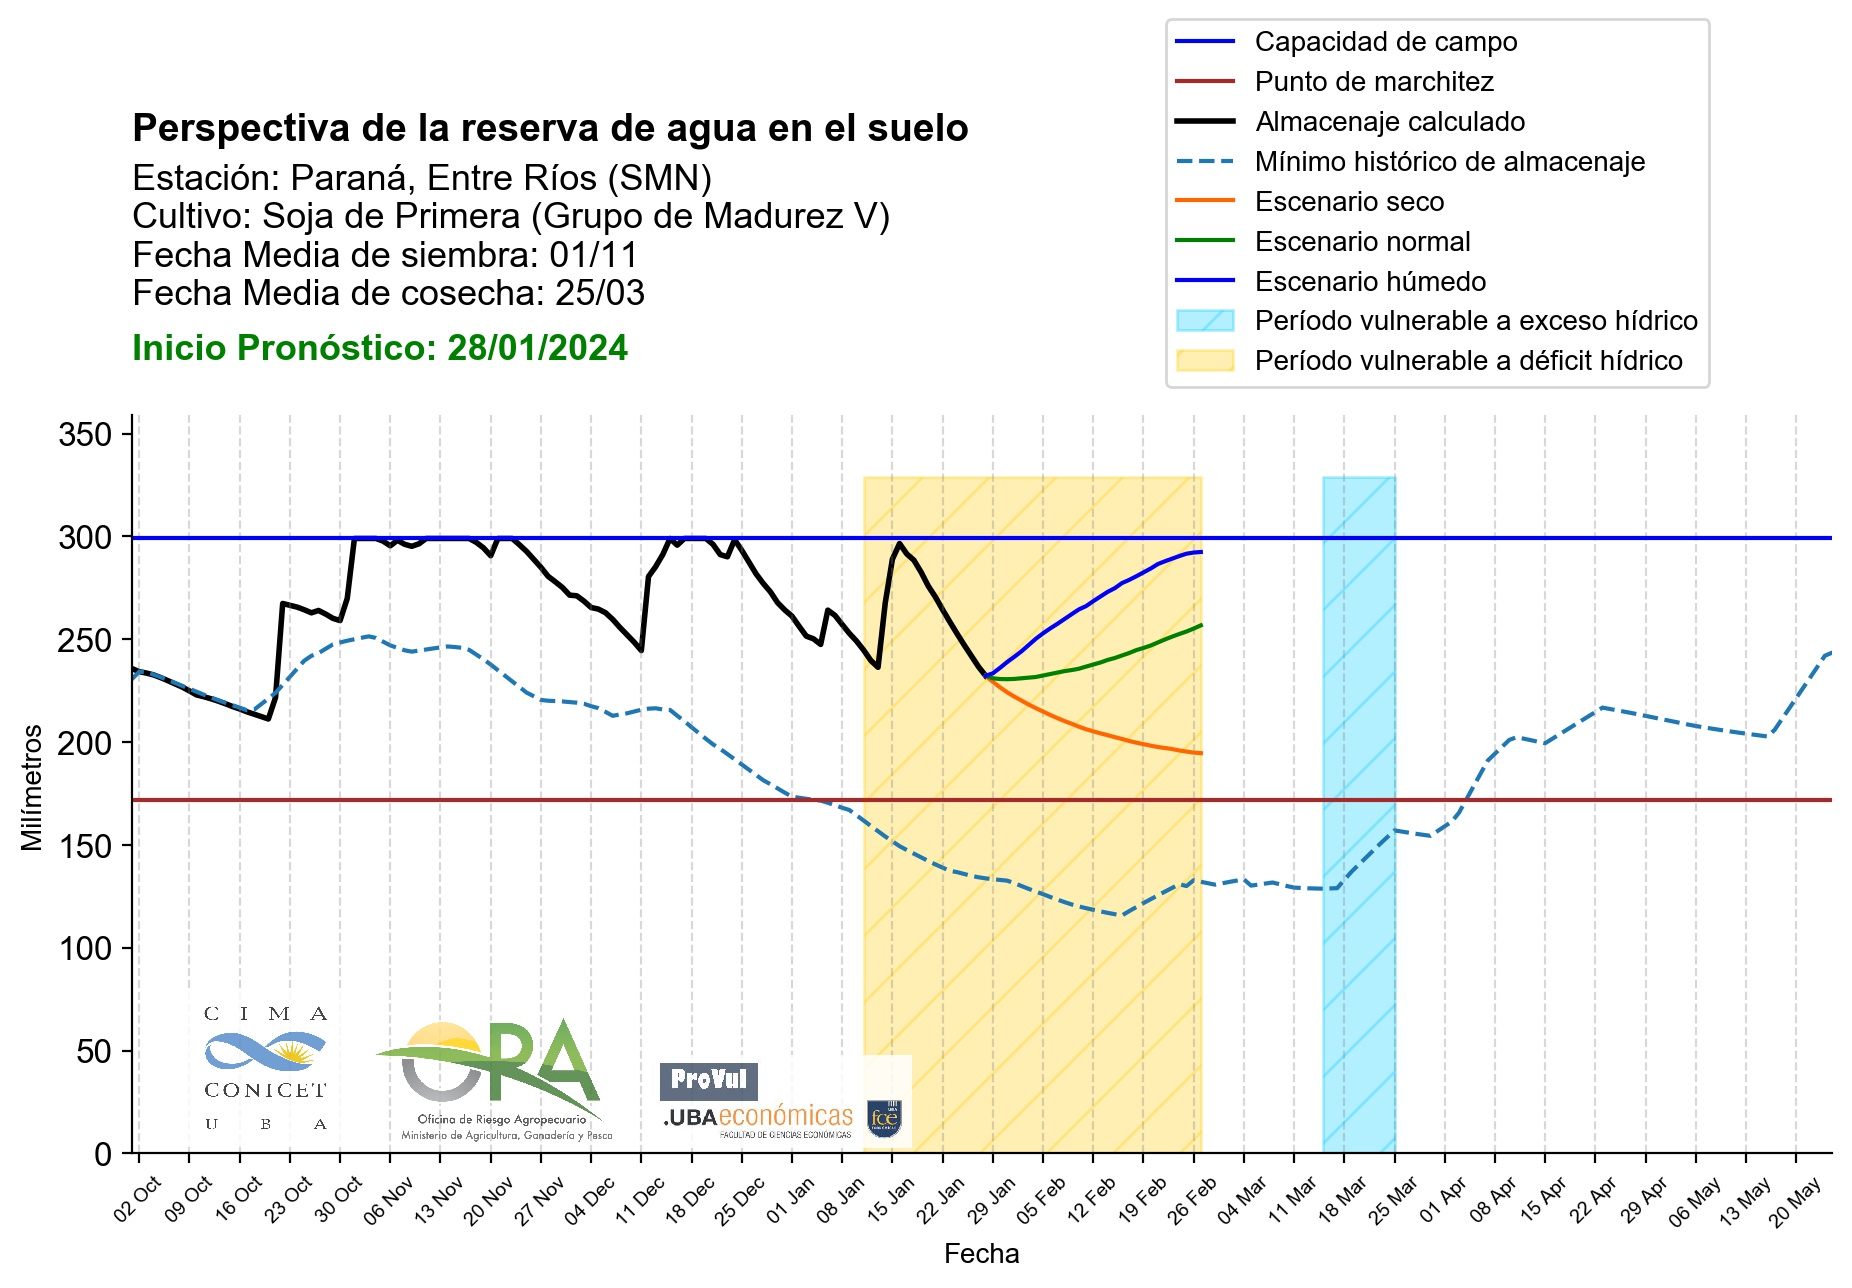 Capacidad de campo
Punto de marchitez
Almacenaje calculado
Mínimo histórico de almacenaje
Escenario seco
Escenario normal
Escenario húmedo
Período vulnerable a exceso hídrico
Período vulnerable a déficit hídrico
Perspectiva de la reserva de agua en el suelo
Estación: Paraná, Entre Ríos (SMN)
Cultivo: Soja de Primera (Grupo de Madurez V)
Fecha Media de siembra: 01/11
Fecha Media de cosecha: 25/03
Inicio Pronóstico: 28/01/2024
350
300
250
200
150
100
50
0
Milímetros
C I M A
CONICET
U B A
ORA
Oficina de Riesgo Agropecuario
Ministerio de Agricultura, Ganadería y Pesca
ProVul
.UBAeconómicas
FACULTAD DE CIENCIAS ECONÓMICAS
fce
02 Oct
09 Oct
16 Oct
23 Oct
30 Oct
06 Nov
13 Nov
20 Nov
27 Nov
04 Dec
11 Dec
18 Dec
25 Dec
01 Jan
08 Jan
15 Jan
22 Jan
29 Jan
05 Feb
12 Feb
19 Feb
26 Feb
04 Mar
11 Mar
18 Mar
25 Mar
01 Apr
08 Apr
15 Apr
22 Apr
29 Apr
06 May
13 May
20 May
Fecha